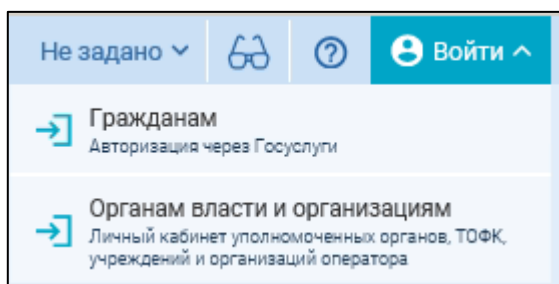 Не задано Войти
Гражданам
Авторизация через Госуслуги
Органам власти и организациям
Личный кабинет уполномоченных органов, ТОФК,
учреждений и организаций оператора